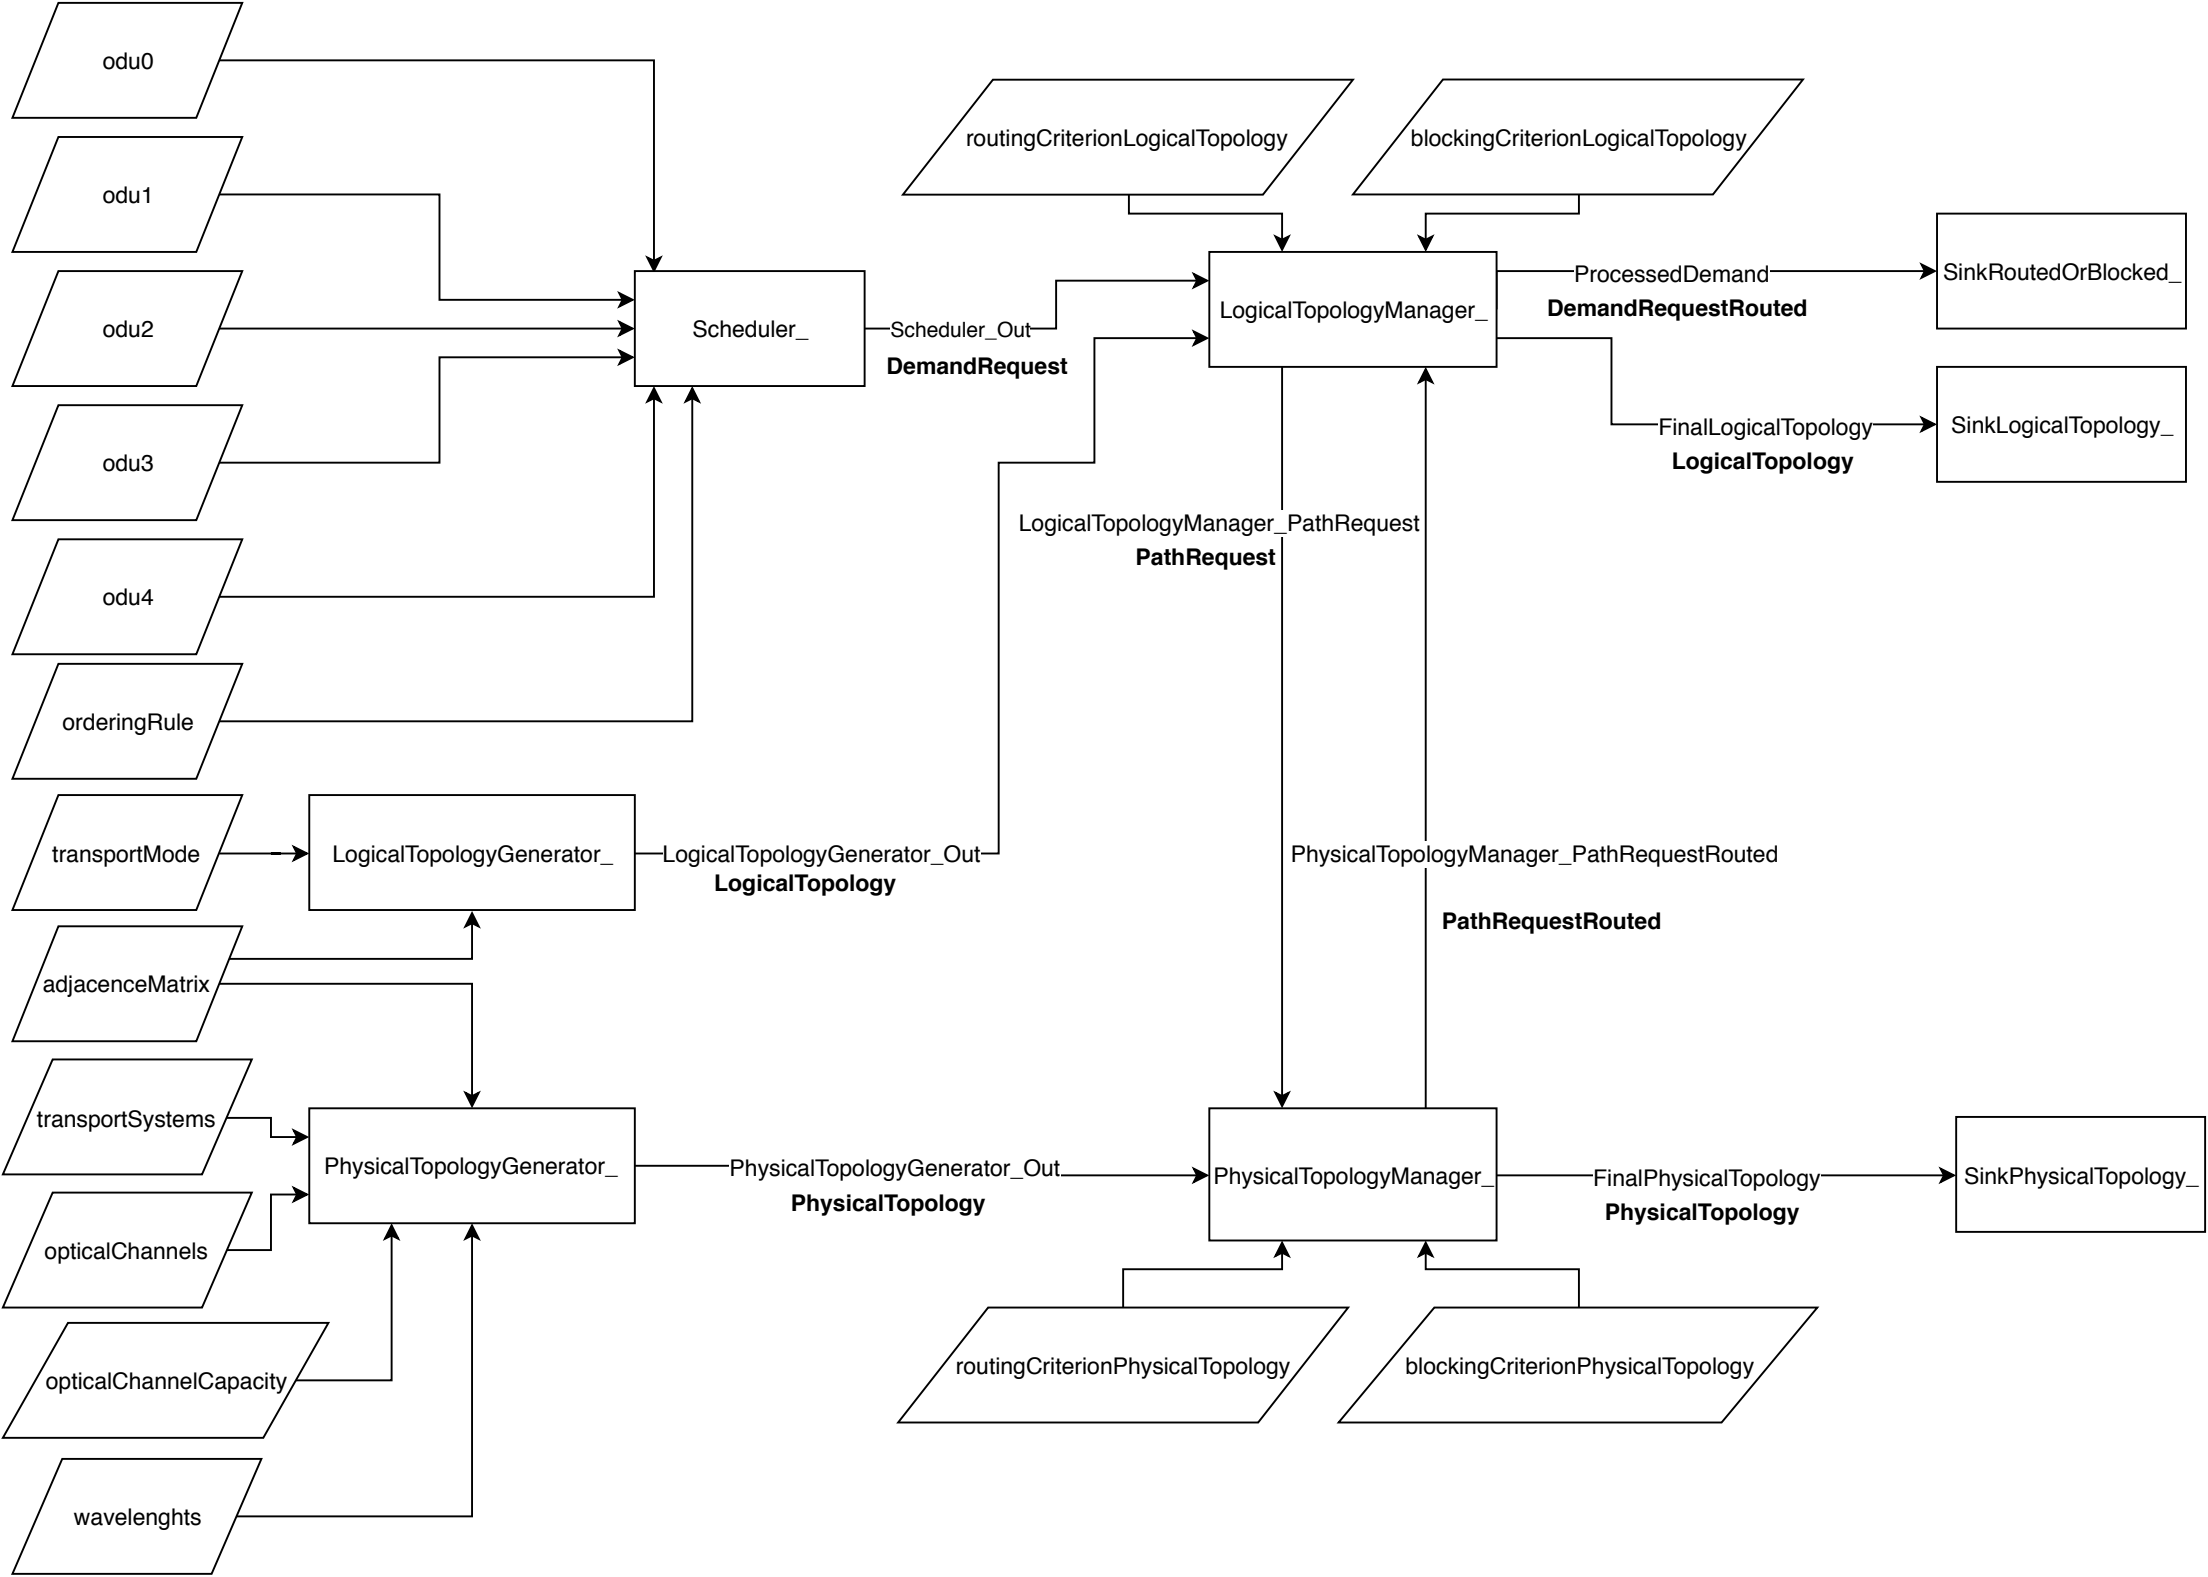 odu0
odu1
odu2
odu3
odu4
orderingRule
transportMode
adjacenceMatrix
transportSystems
opticalChannels
opticalChannelCapacity
wavelenghts
Scheduler_
Scheduler_Out
DemandRequest
LogicalTopologyGenerator_
LogicalTopologyGenerator_Out
LogicalTopology
PhysicalTopologyGenerator_
PhysicalTopologyGenerator_Out
PhysicalTopology
routingCriterionLogicalTopology
blockingCriterionLogicalTopology
LogicalTopologyManager_
ProcessedDemand
DemandRequestRouted
SinkRoutedOrBlocked_
FinalLogicalTopology
LogicalTopology
SinkLogicalTopology_
LogicalTopologyManager_PathRequest
PathRequest
PhysicalTopologyManager_PathRequestRouted
PathRequestRouted
PhysicalTopologyManager_
FinalPhysicalTopology
PhysicalTopology
SinkPhysicalTopology_
routingCriterionPhysicalTopology
blockingCriterionPhysicalTopology